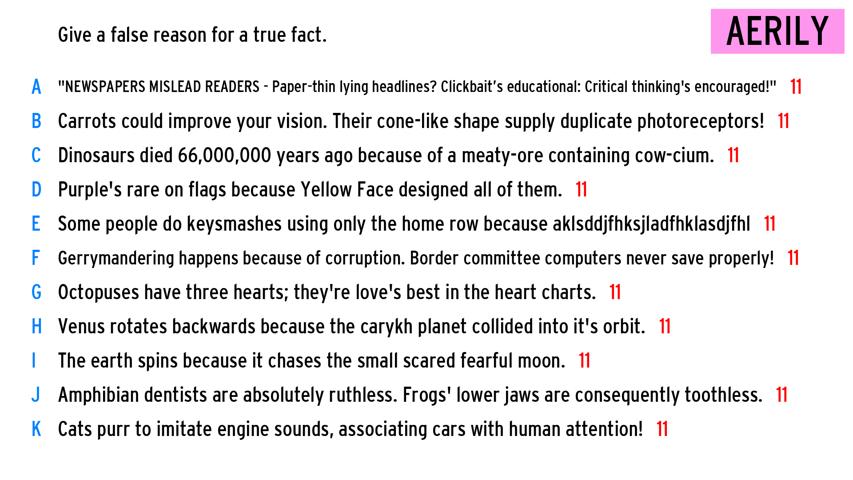 Give a false reason for a true fact.
AERILY
A "NEWSPAPERS MISLEAD READERS - Paper-thin lying headlines? Clickbait's educational: Critical thinking's encouraged!" 11
B Carrots could improve your vision. Their cone-like shape supply duplicate photoreceptors! 11
C Dinosaurs died 66,000,000 years ago because of a meaty-ore containing cow-cium. 11
D Purple's rare on flags because Yellow Face designed all of them. 11
E Some people do keysmashes using only the home row because aklsddjfhksjladfhklasdjfhl 11
F Gerrymandering happens because of corruption. Border committee computers never save properly! 11
G Octopuses have three hearts; they're love's best in the heart charts. 11
H Venus rotates backwards because the carykh planet collided into it's orbit. 11
I The earth spins because it chases the small scared fearful moon. 11
J Amphibian dentists are absolutely ruthless. Frogs' lower jaws are consequently toothless. 11
K Cats purr to imitate engine sounds, associating cars with human attention! 11